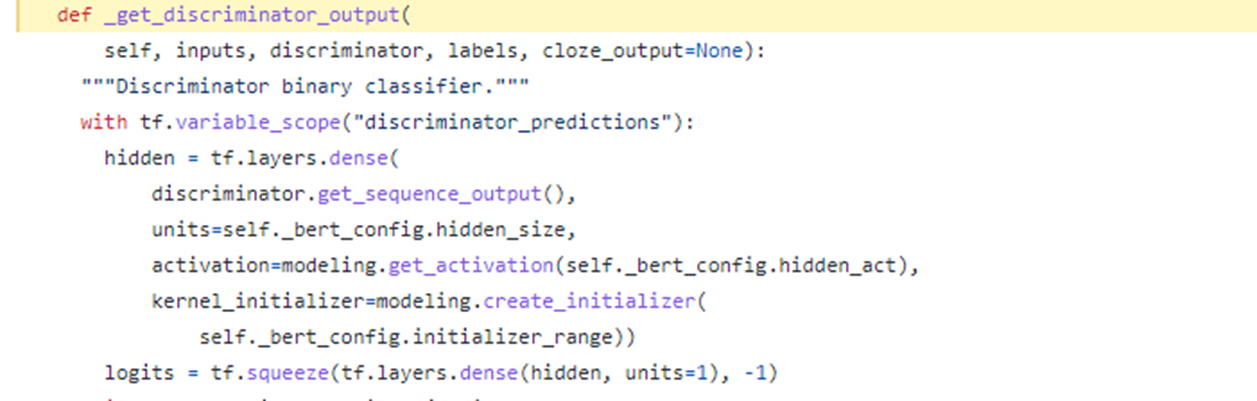 def _get_discriminator_output(
self, inputs, discriminator, labels, cloze_output=None):
"""Discriminator binary classifier."""
with tf.variable_scope("discriminator_predictions"):
hidden = tf.layers.dense(
discriminator.get_sequence_output(),
units=self._bert_config.hidden_size,
activation=modeling.get_activation(self._bert_config.hidden_act),
kernel_initializer=modeling.create_initializer(
self._bert_config.initializer_range))
logits = tf.squeeze(tf.layers.dense(hidden, units=1), -1)